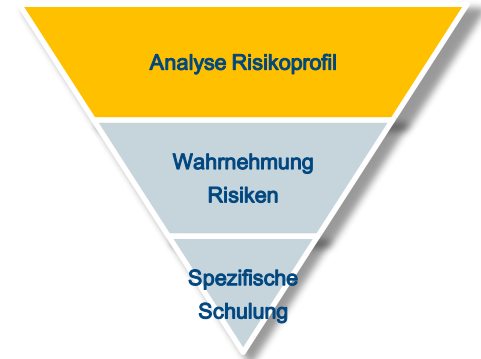 Analyse Risikoprofil
Wahrnehmung
Risiken
Spezifische
Schulung